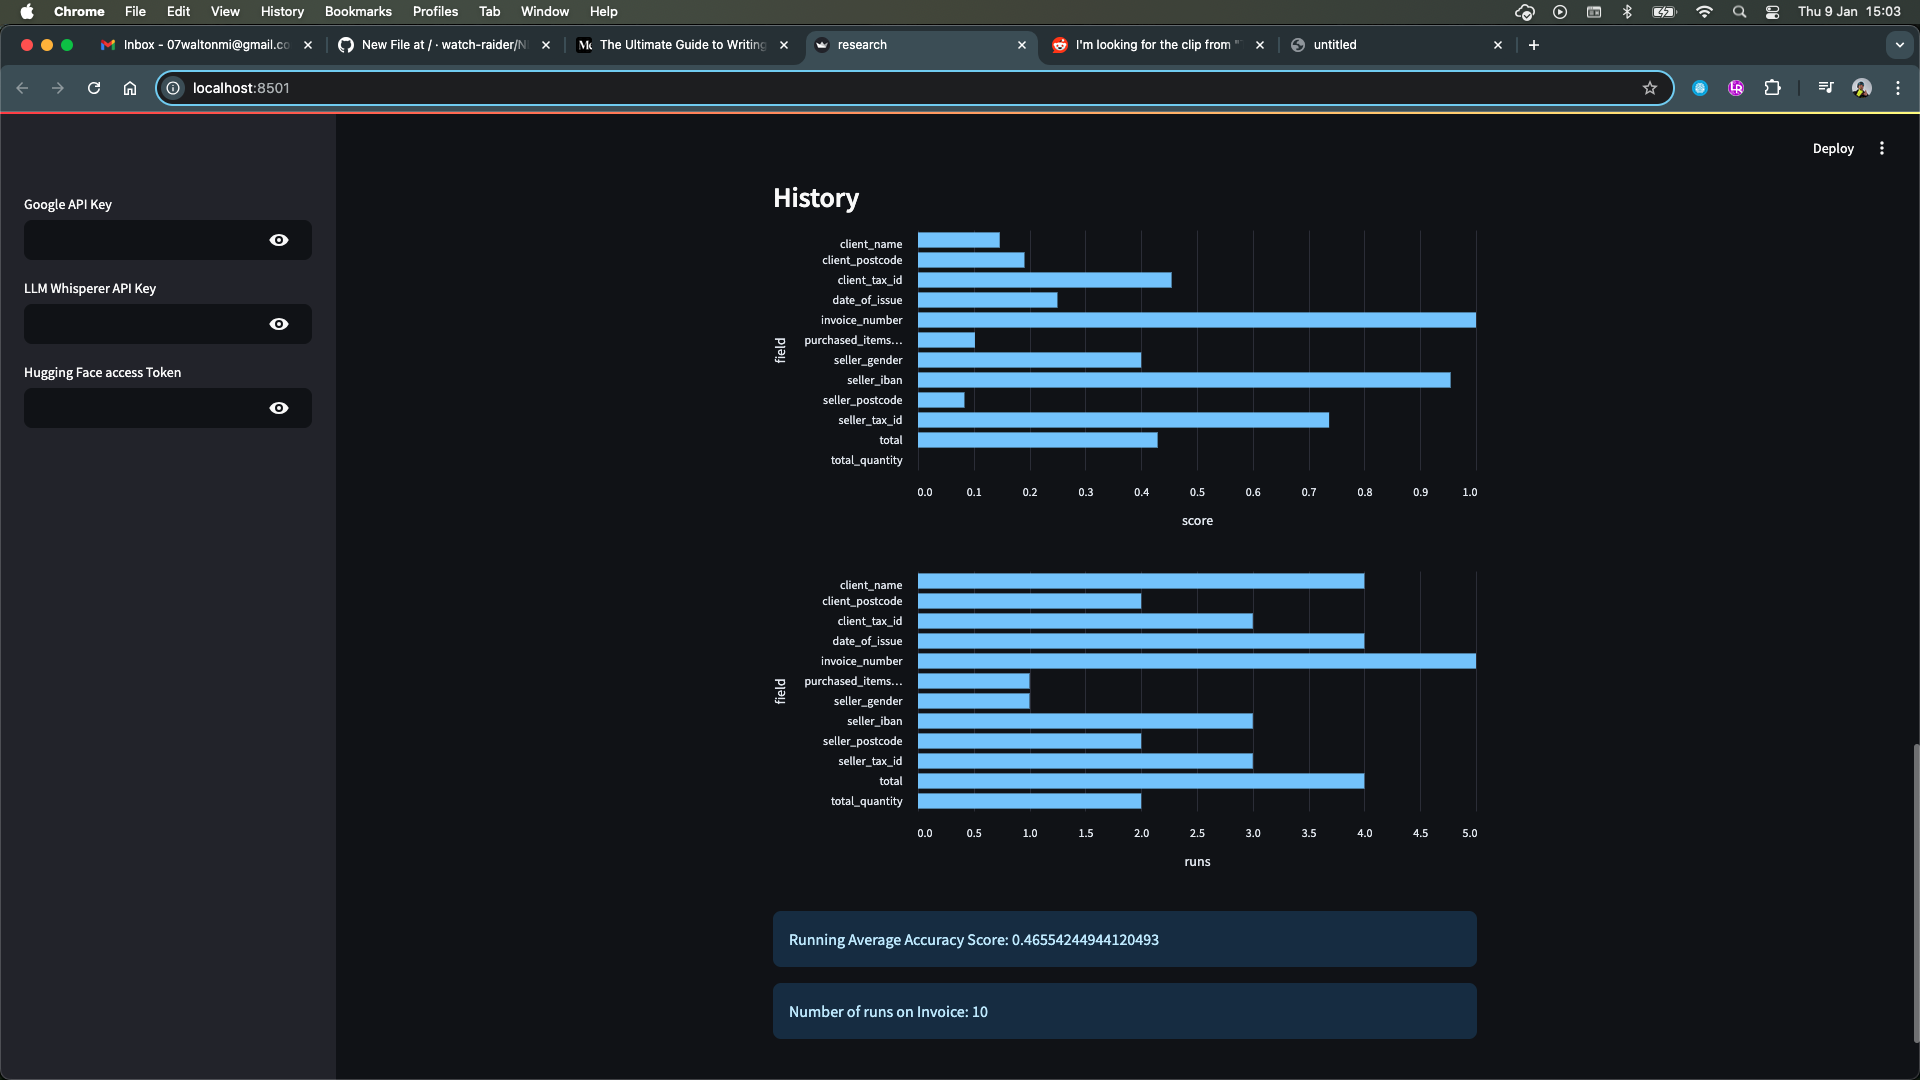 Chrome File Edit View History Bookmarks Profiles Tab Window Help Thu 9 Jan 15:03
Inbox - 07waltonmi@gmail.co New File at / · watch-raider/N The Ultimate Guide to Writing research I'm looking for the clip from " untitled
localhost:8501
Deploy
Google API Key
LLM Whisperer API Key
Hugging Face access Token
History
field
client_name
client_postcode
client_tax_id
date_of_issue
invoice_number
purchased_items...
seller_gender
seller_iban
seller_postcode
seller_tax_id
total
total_quantity
0.0 0.1 0.2 0.3 0.4 0.5 0.6 0.7 0.8 0.9 1.0
score
field
client_name
client_postcode
client_tax_id
date_of_issue
invoice_number
purchased_items...
seller_gender
seller_iban
seller_postcode
seller_tax_id
total
total_quantity
0.0 0.5 1.0 1.5 2.0 2.5 3.0 3.5 4.0 4.5 5.0
runs
Running Average Accuracy Score: 0.46554244944120493
Number of runs on Invoice: 10